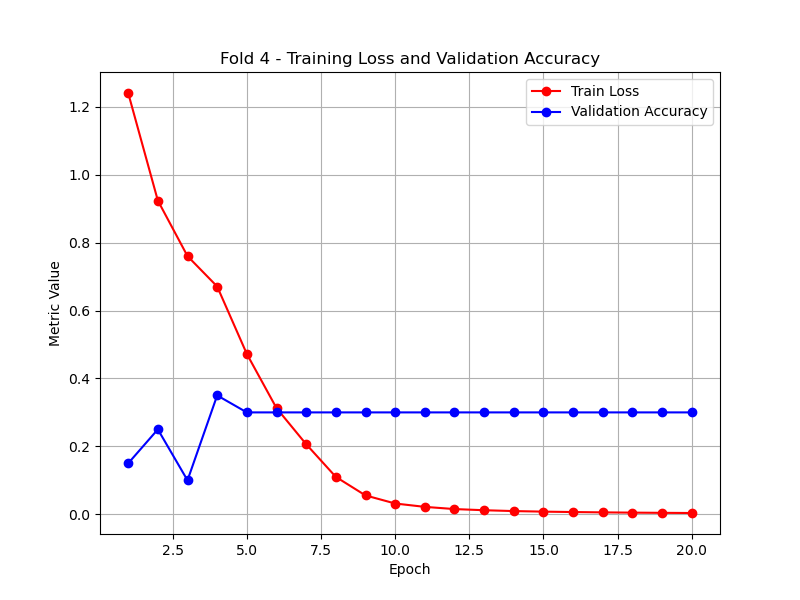 Fold 4 - Training Loss and Validation Accuracy
Train Loss
Validation Accuracy
Metric Value
1.2
1.0
0.8
0.6
0.4
0.2
0.0
2.5 5.0 7.5 10.0 12.5 15.0 17.5 20.0
Epoch